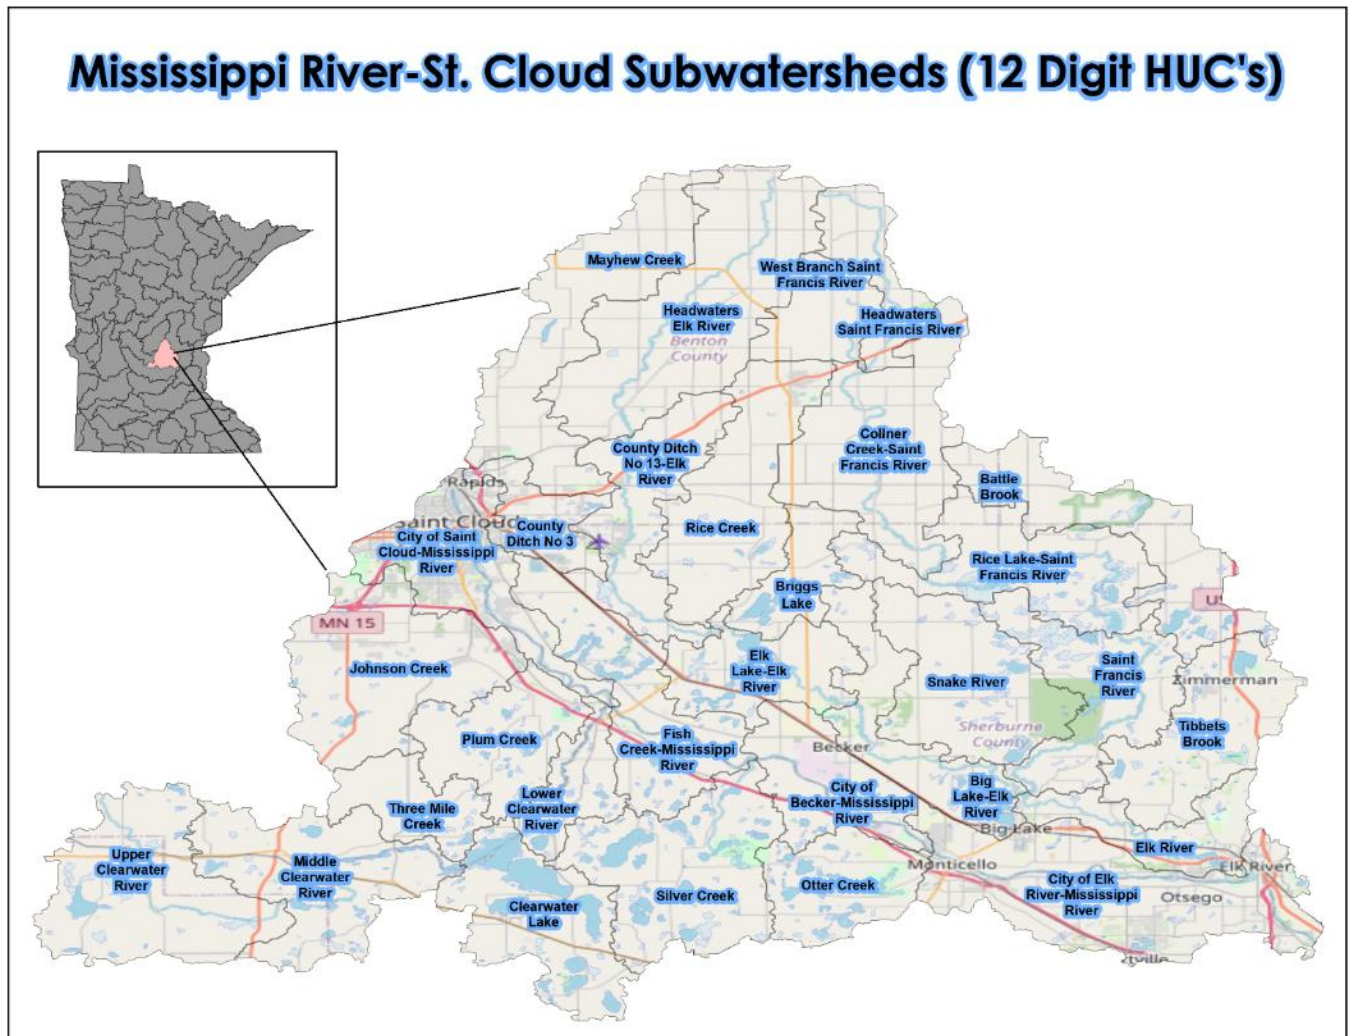 Mississippi River-St. Cloud Subwatersheds (12 Digit HUC's)
Mayhew Creek
West Branch Saint
Francis River
Headwaters
Elk River
Headwaters
Saint Francis River
Benton
County
County Ditch
No 13-Elk
River
Collner
Creek-Saint
Francis River
Battle
Brook
Rapids
Saint Cloud
City of Saint
Cloud-Mississippi
River
County
Ditch No 3
Rice Creek
Rice Lake-Saint
Francis River
Briggs
Lake
MN 15
Johnson Creek
Elk
Lake-Elk
River
Snake River
Saint
Francis
River
Zimmerman
Tibbets
Brook
Sherburne
County
Plum Creek
Fish
Creek-Mississippi
River
Becker
City of
Becker-Mississippi
River
Big
Lake-Elk
River
Big Lake
Lower
Clearwater
River
Three Mile
Creek
Upper
Clearwater
River
Middle
Clearwater
River
Elk River
Elk River
Monticello
Clearwater
Lake
Silver Creek
Otter Creek
City of Elk
River-Mississippi
River
Otsego